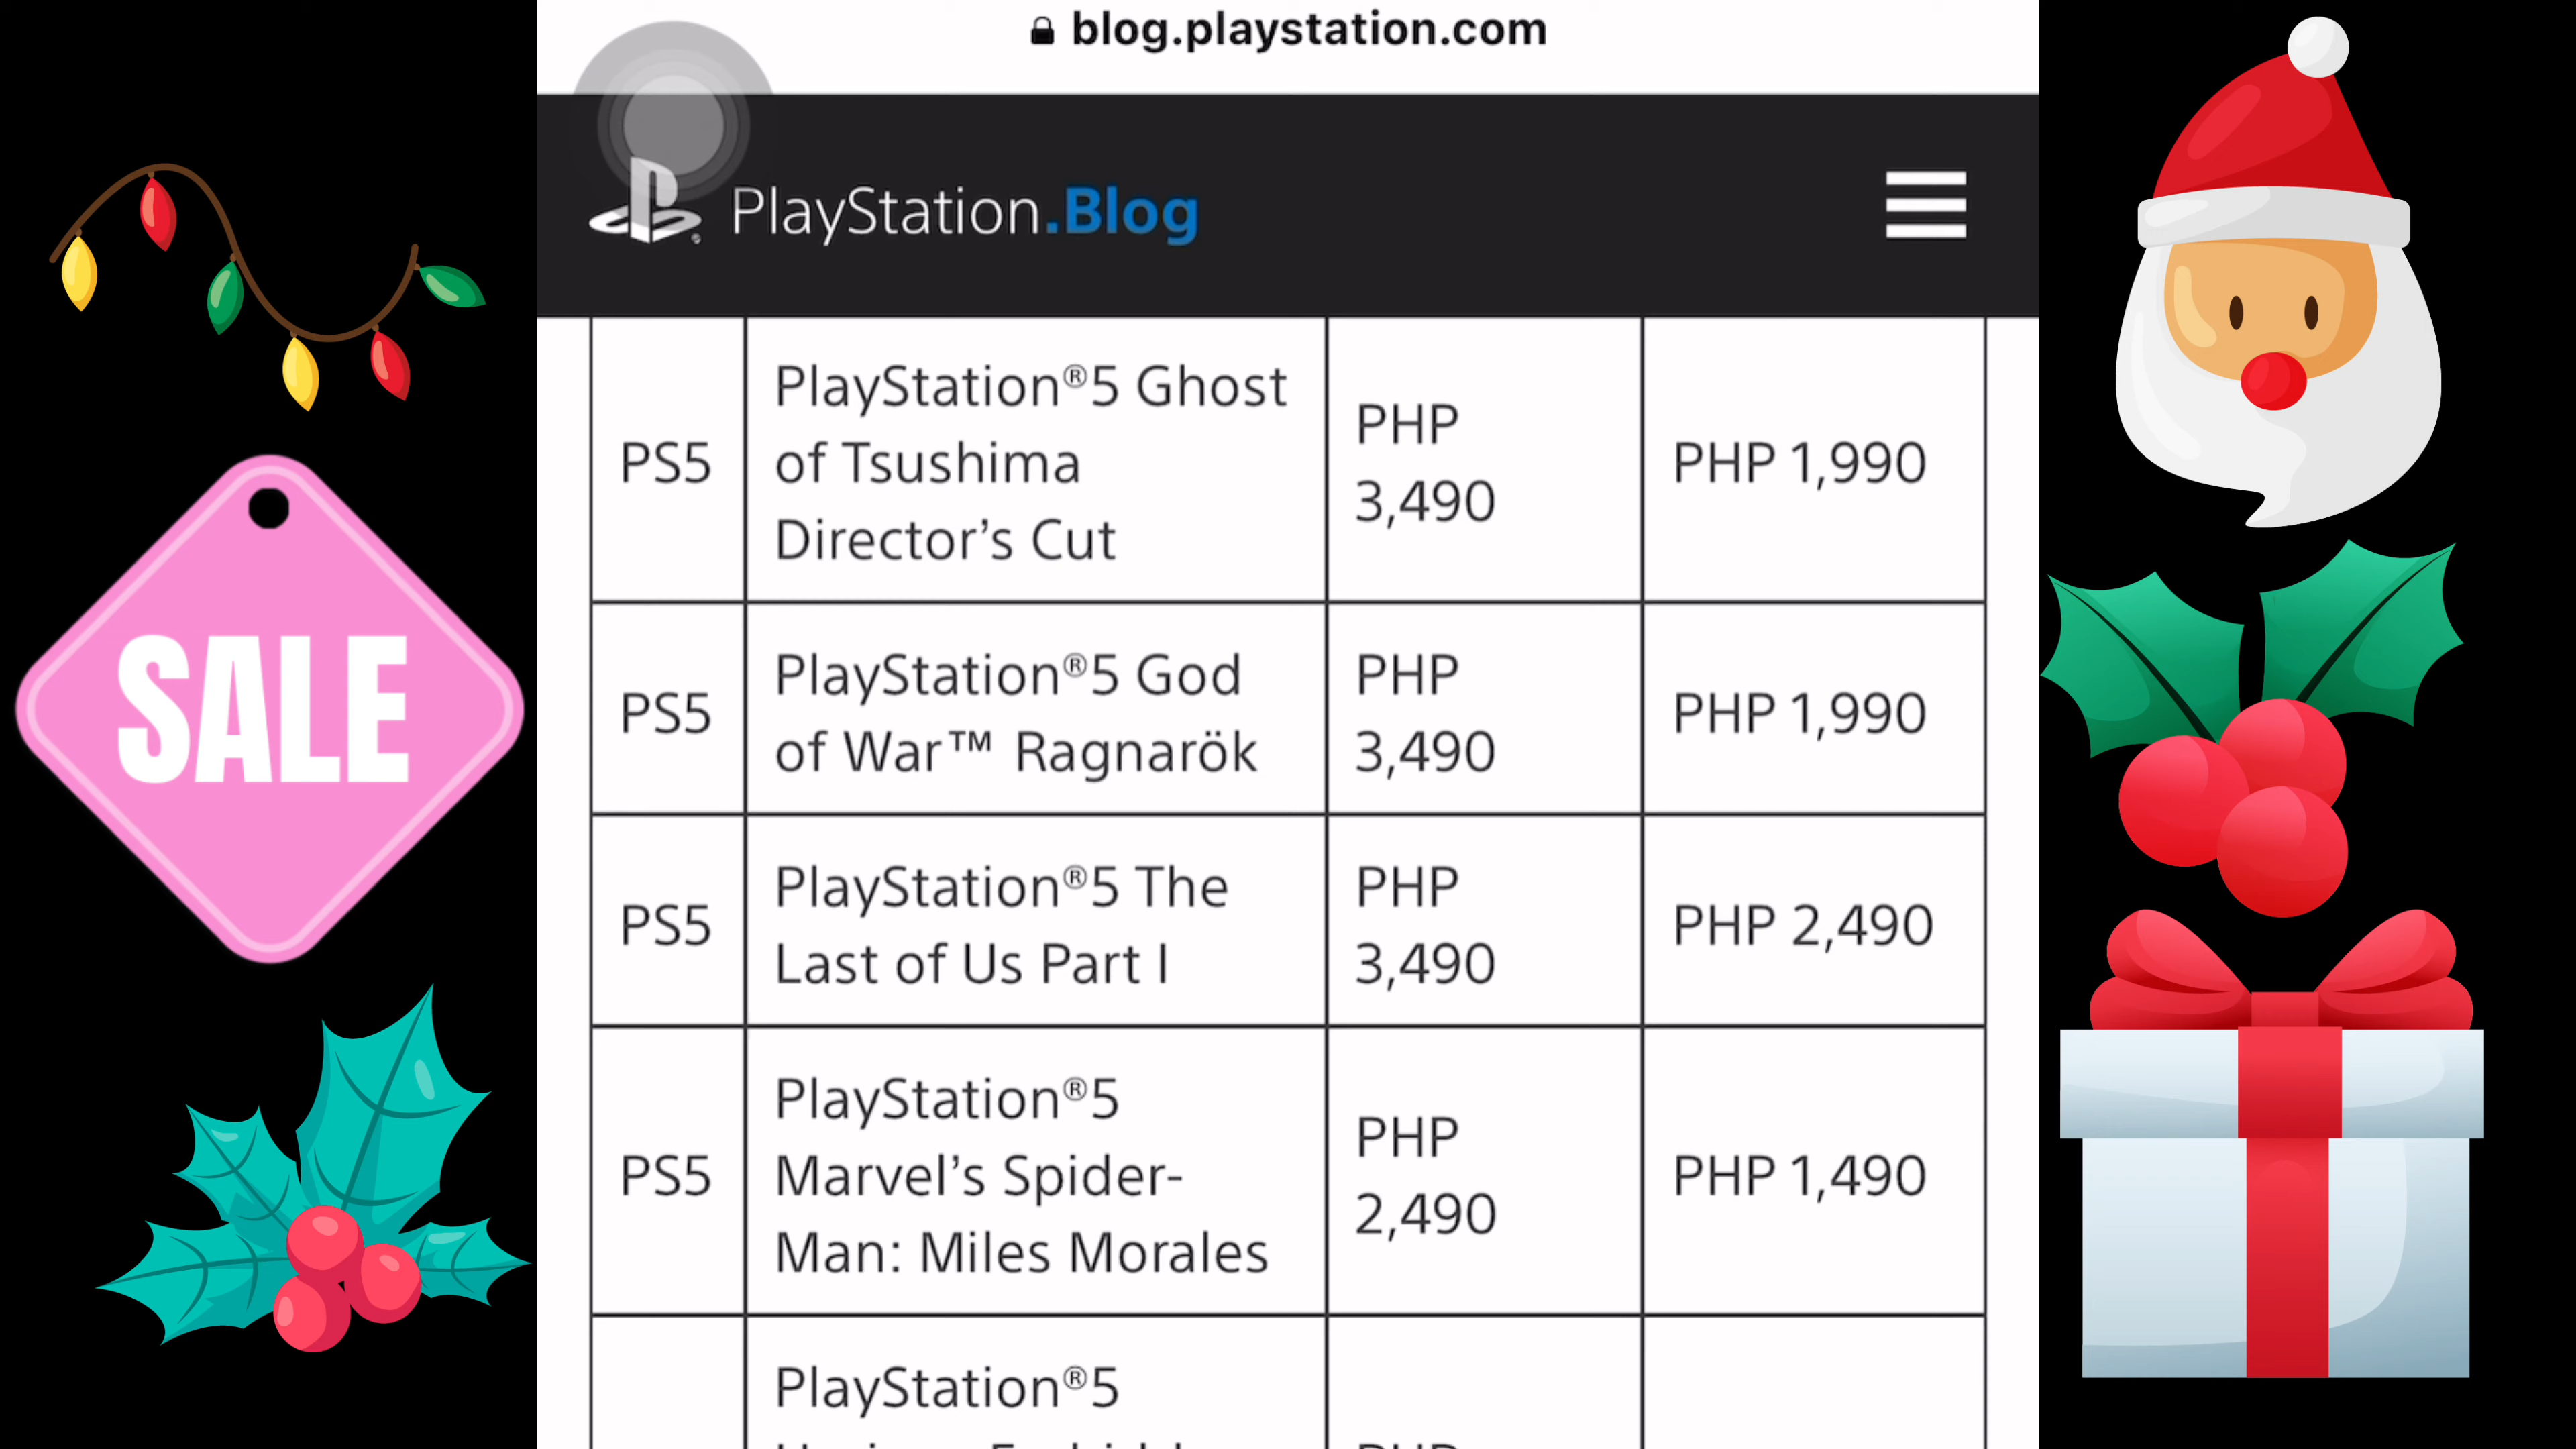 blog.playstation.com
PlayStation.Blog
SALE
PS5
PlayStation®5 Ghost
of Tsushima
Director’s Cut
PHP
3,490
PHP 1,990
PS5
PlayStation®5 God
of War™ Ragnarök
PHP
3,490
PHP 1,990
PS5
PlayStation®5 The
Last of Us Part I
PHP
3,490
PHP 2,490
PS5
PlayStation®5
Marvel’s Spider-
Man: Miles Morales
PHP
2,490
PHP 1,490
PlayStation®5